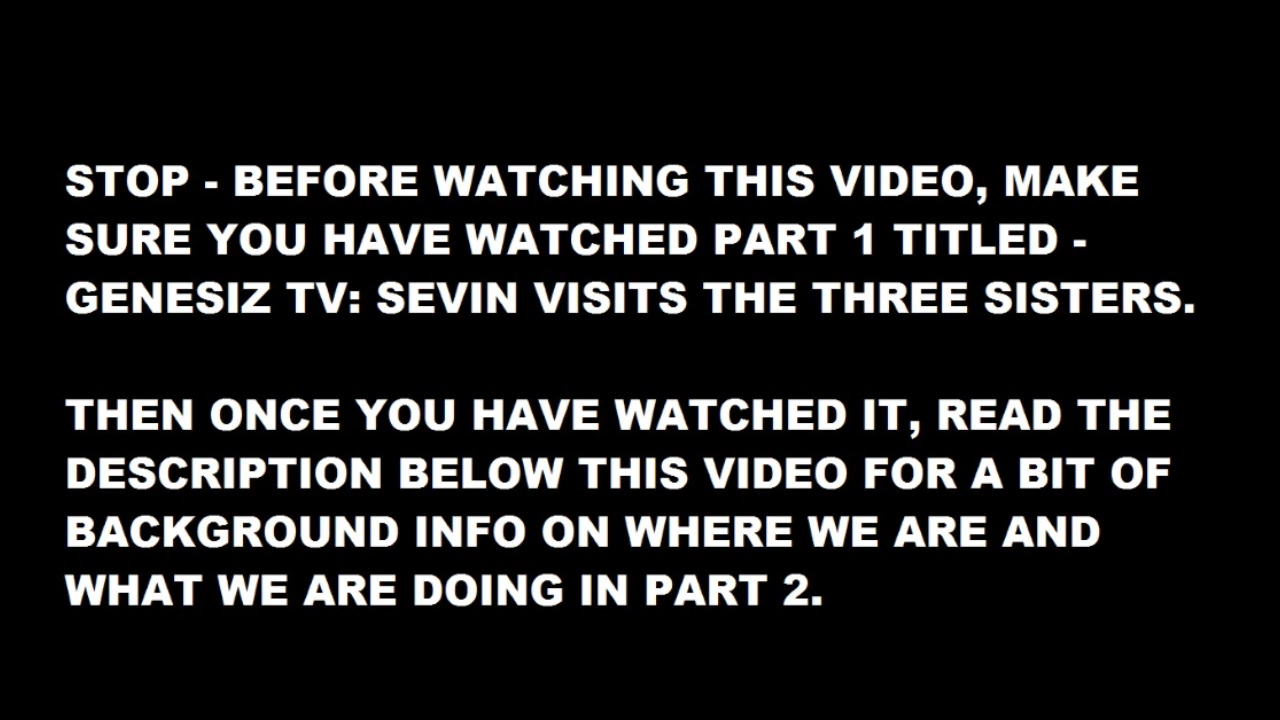 STOP - BEFORE WATCHING THIS VIDEO, MAKE
SURE YOU HAVE WATCHED PART 1 TITLED -
GENESIZ TV: SEVIN VISITS THE THREE SISTERS.
THEN ONCE YOU HAVE WATCHED IT, READ THE
DESCRIPTION BELOW THIS VIDEO FOR A BIT OF
BACKGROUND INFO ON WHERE WE ARE AND
WHAT WE ARE DOING IN PART 2.